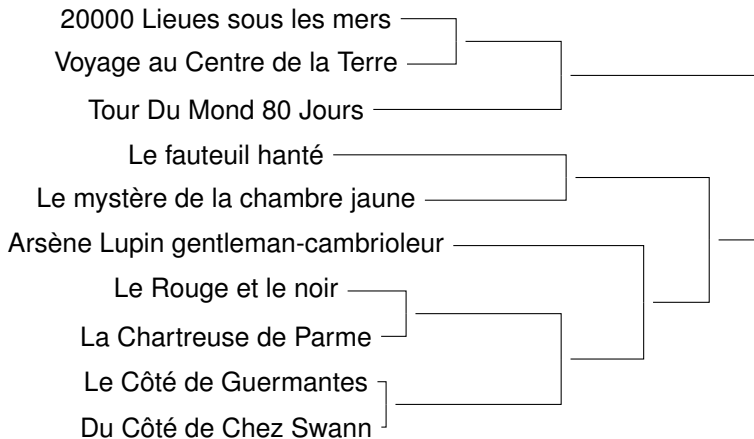 20000 Lieues sous les mers
Voyage au Centre de la Terre
Tour Du Mond 80 Jours
Le fauteuil hanté
Le mystère de la chambre jaune
Arsène Lupin gentleman-cambrioleur
Le Rouge et le noir
La Chartreuse de Parme
Le Côté de Guermantes
Du Côté de Chez Swann